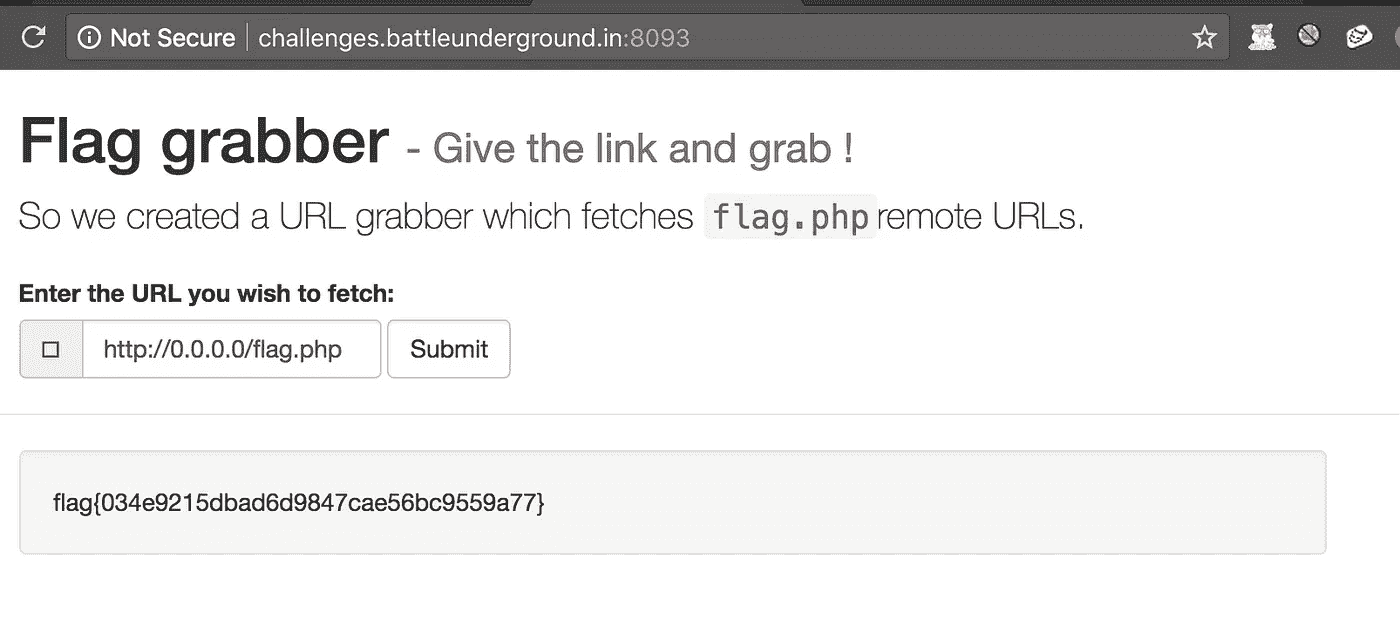 Not Secure challenges.battleunderground.in:8093
Flag grabber - Give the link and grab !
So we created a URL grabber which fetches flag.php remote URLs.
Enter the URL you wish to fetch:
http://0.0.0.0/flag.php Submit
flag{034e9215dbad6d9847cae56bc9559a77}